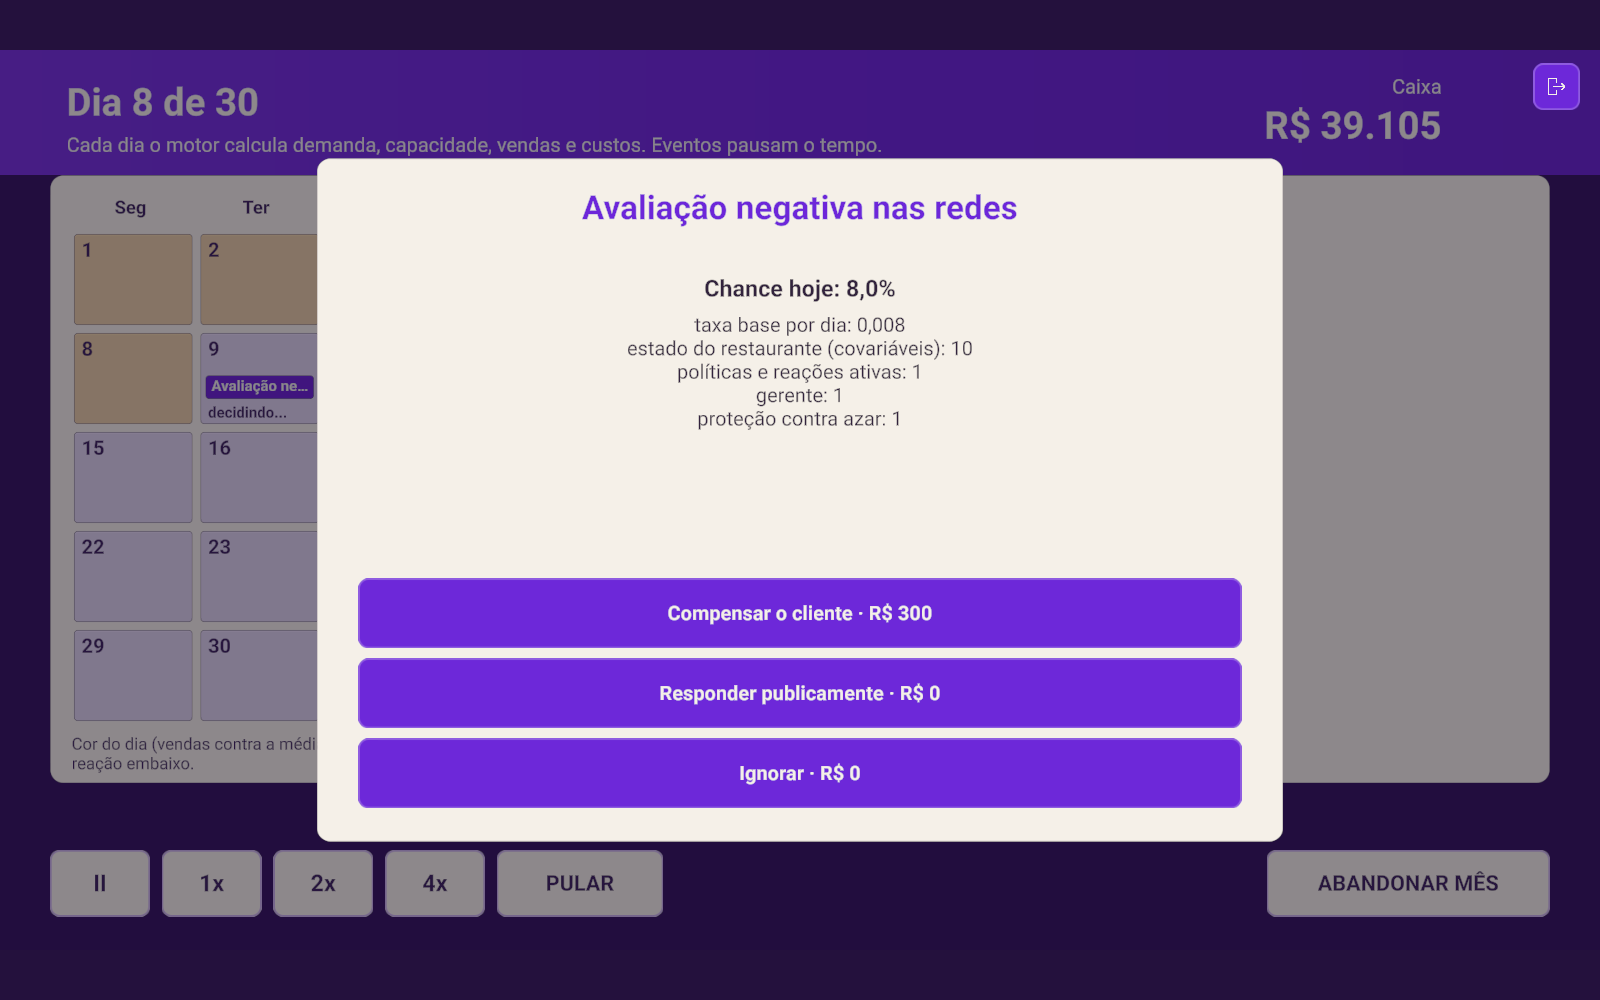 Dia 8 de 30
Cada dia o motor calcula demanda, capacidade, vendas e custos. Eventos pausam o tempo.
Caixa
R$ 39.105
Seg
Ter
1
2
8
9
Avaliação ne...
decidindo...
15
16
22
23
29
30
Cor do dia (vendas contra a médi
reação embaixo.
Avaliação negativa nas redes
Chance hoje: 8,0%
taxa base por dia: 0,008
estado do restaurante (covariáveis): 10
políticas e reações ativas: 1
gerente: 1
proteção contra azar: 1
Compensar o cliente · R$ 300
Responder publicamente · R$ 0
Ignorar · R$ 0
II
1x
2x
4x
PULAR
ABANDONAR MÊS